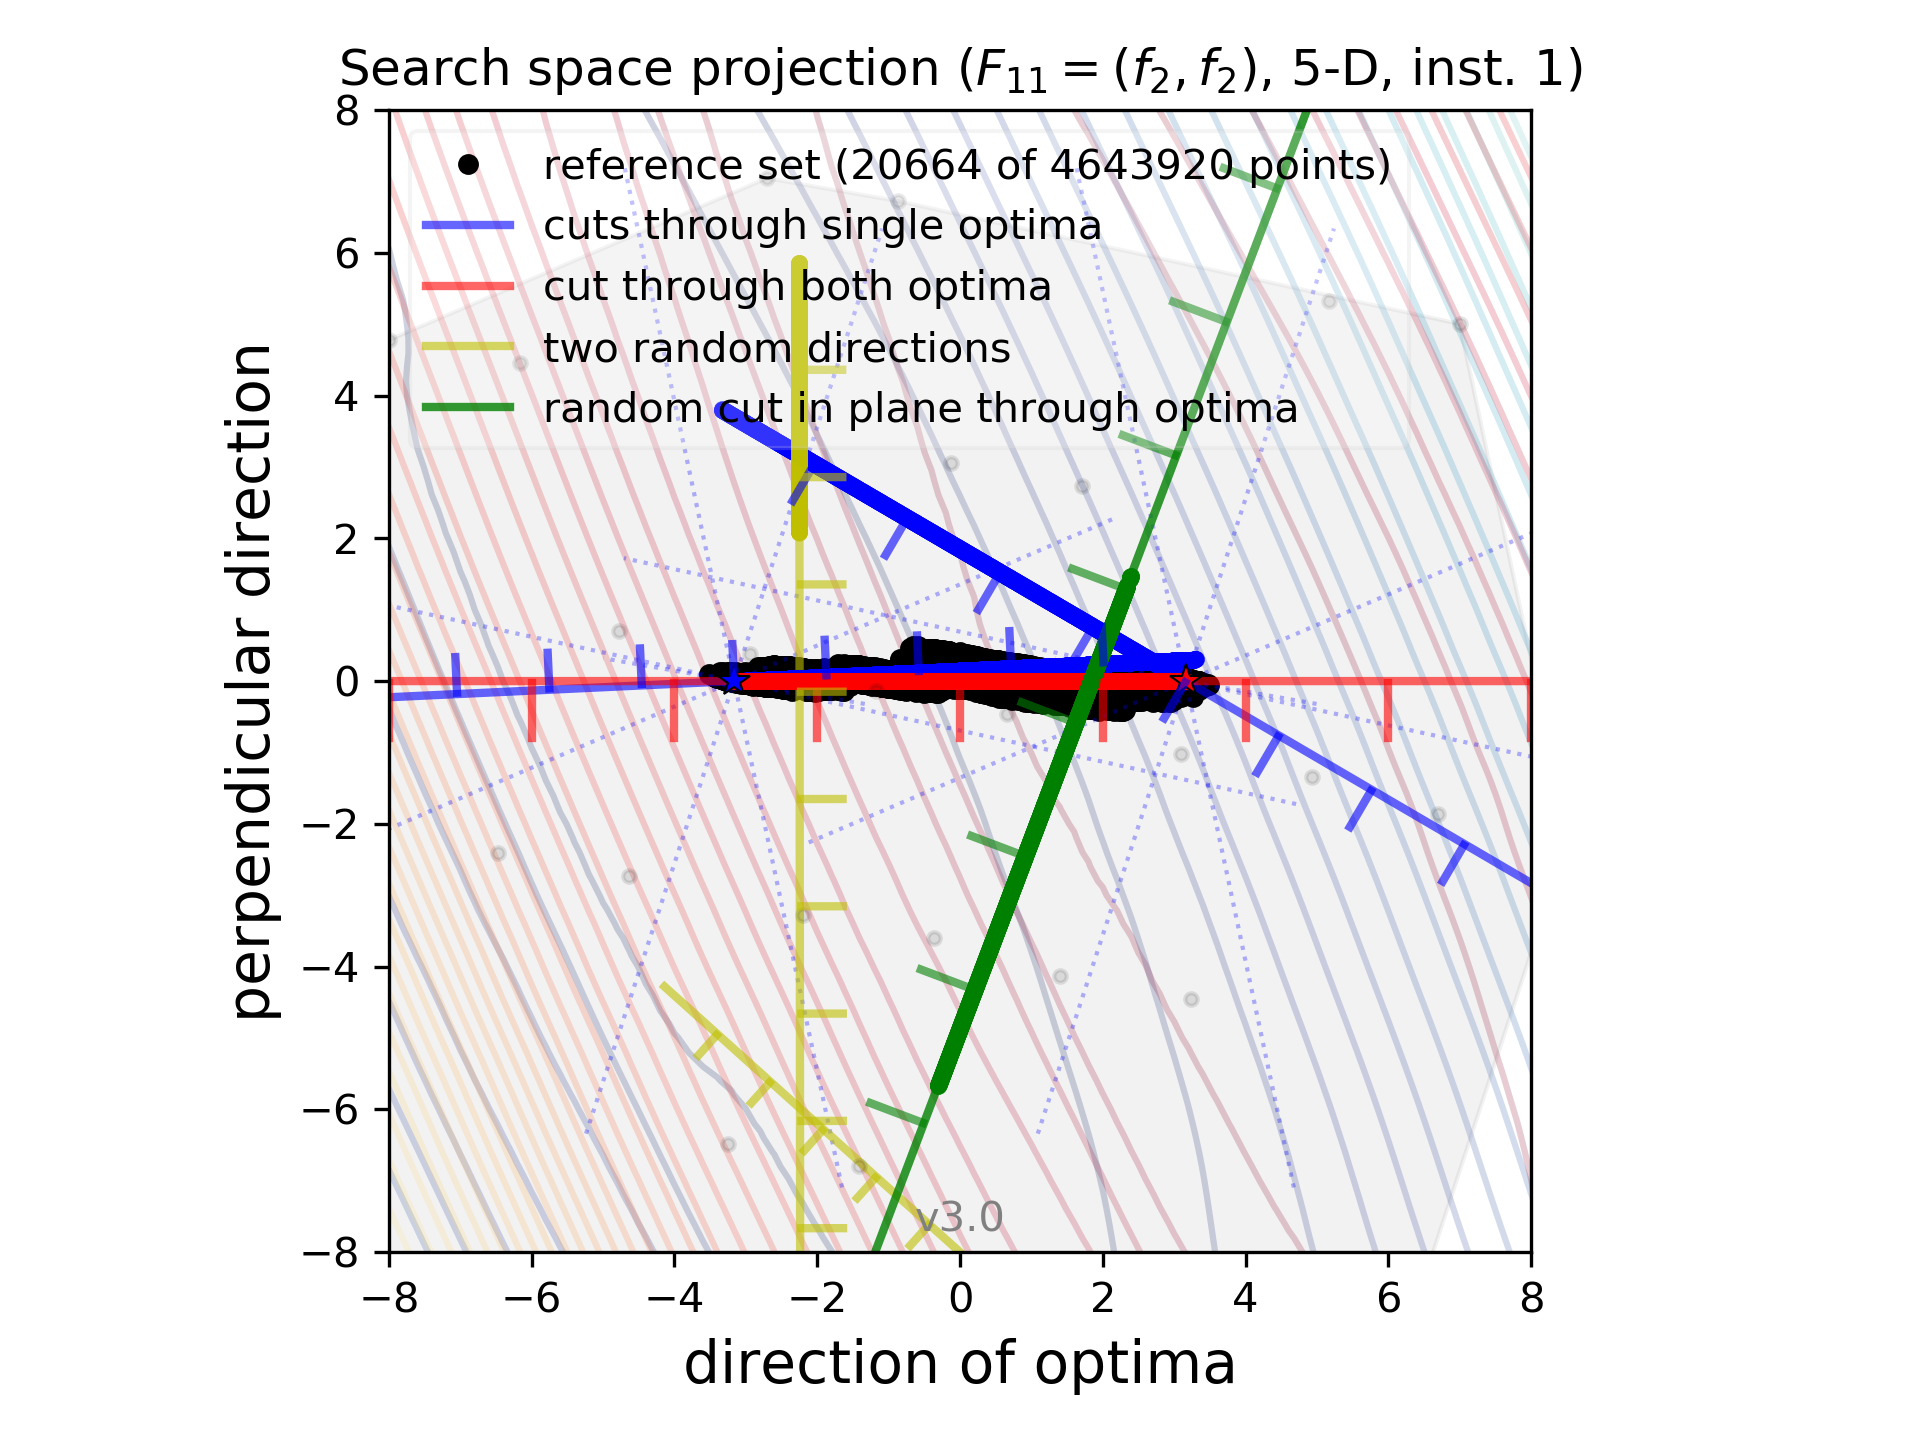 Search space projection (F₁₁ = (f₂, f₂), 5-D, inst. 1)
reference set (20664 of 4643920 points)
cuts through single optima
cut through both optima
two random directions
random cut in plane through optima
perpendicular direction
8
6
4
2
0
−2
−4
−6
−8
v3.0
−8 −6 −4 −2 0 2 4 6 8
direction of optima